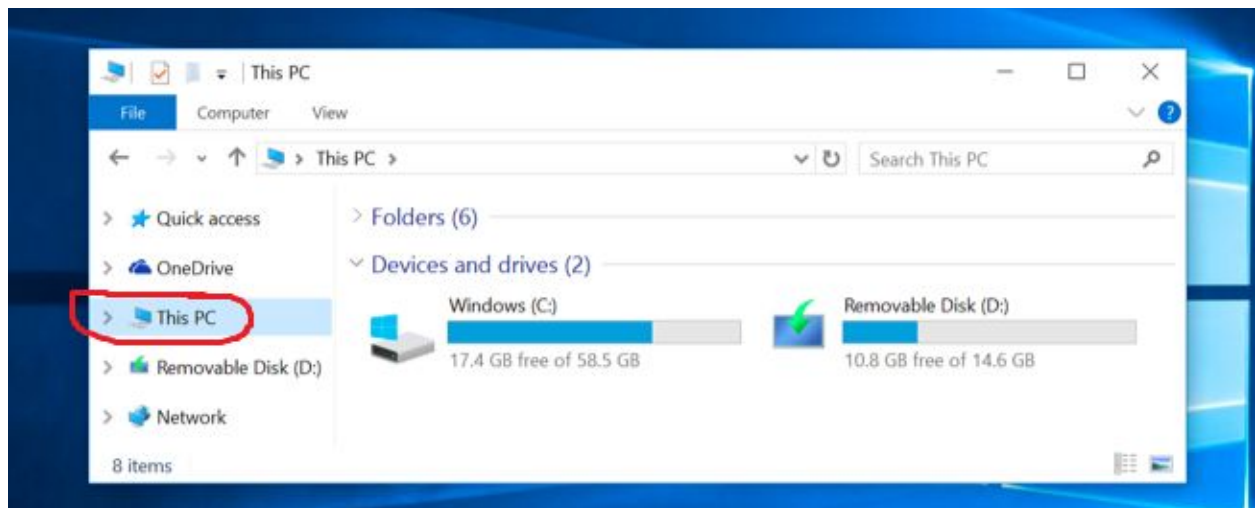 This PC
File Computer View
This PC
Search This PC
Quick access
Folders (6)
OneDrive
Devices and drives (2)
This PC
Windows (C:)
Removable Disk (D:)
17.4 GB free of 58.5 GB
10.8 GB free of 14.6 GB
Removable Disk (D:)
Network
8 items